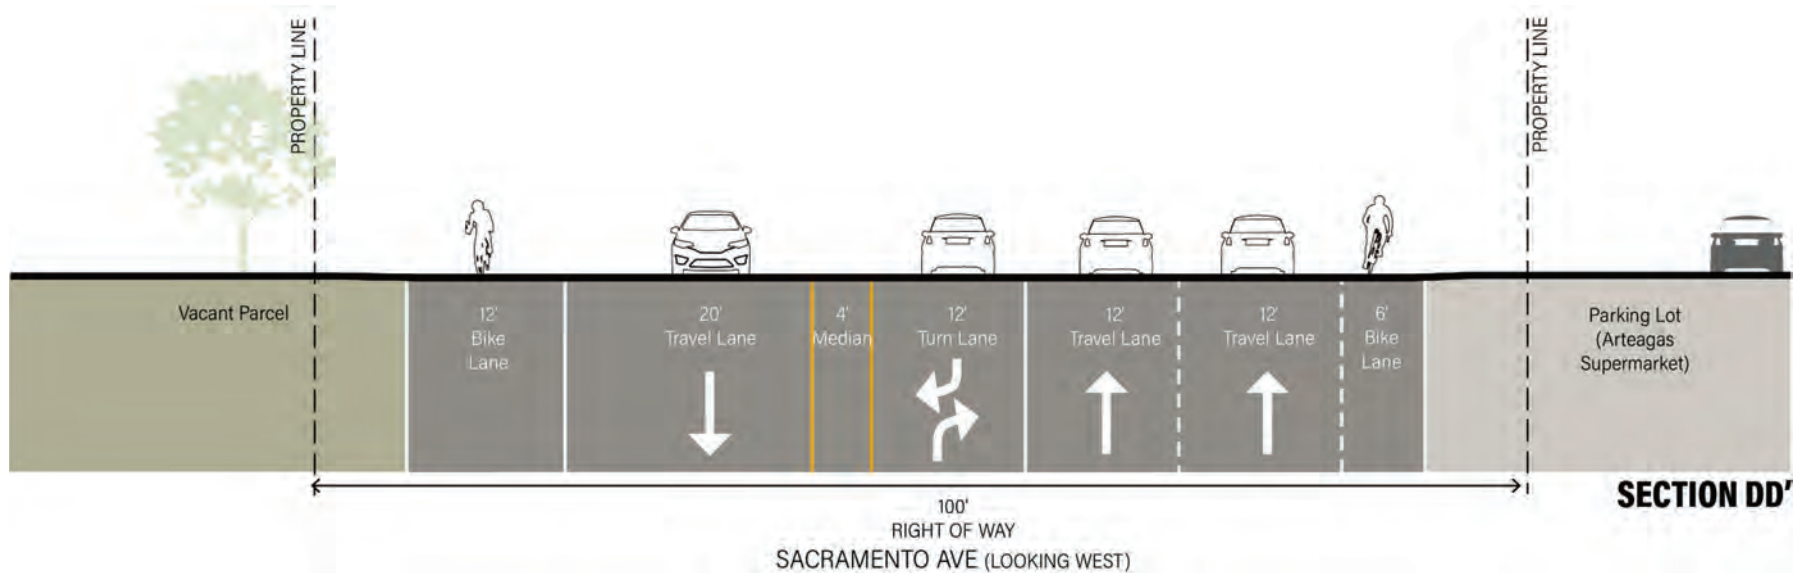 PROPERTY LINE
PROPERTY LINE
Vacant Parcel
12'
Bike
Lane
20'
Travel Lane
4'
Median
12'
Turn Lane
12'
Travel Lane
12'
Travel Lane
6'
Bike
Lane
Parking Lot
(Arteagas
Supermarket)
SECTION DD'
100'
RIGHT OF WAY
SACRAMENTO AVE (LOOKING WEST)